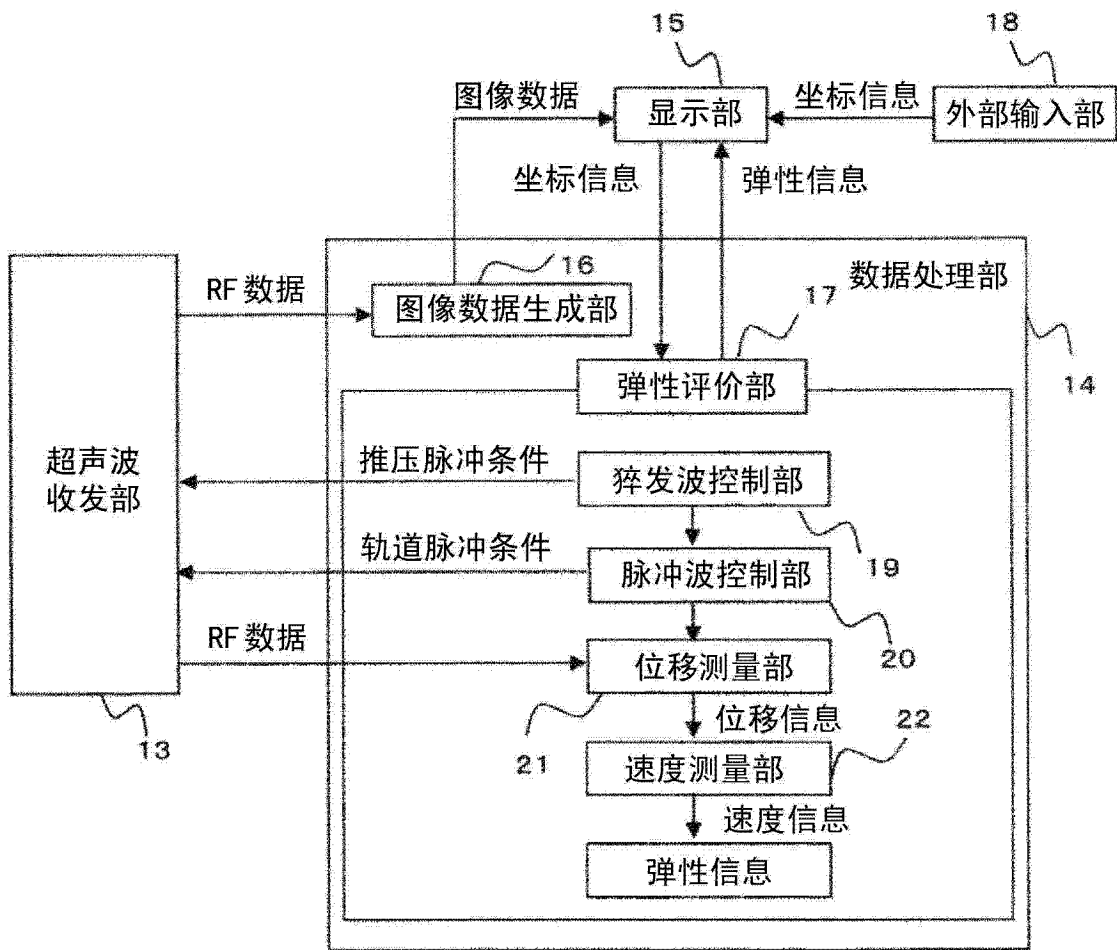 15
18
图像数据
显示部
坐标信息
外部输入部
坐标信息
弹性信息
16
数据处理部
RF数据
图像数据生成部
17
弹性评价部
14
超声波
收发部
推压脉冲条件
猝发波控制部
轨道脉冲条件
19
脉冲波控制部
RF数据
20
位移测量部
位移信息
22
13
21
速度测量部
速度信息
弹性信息